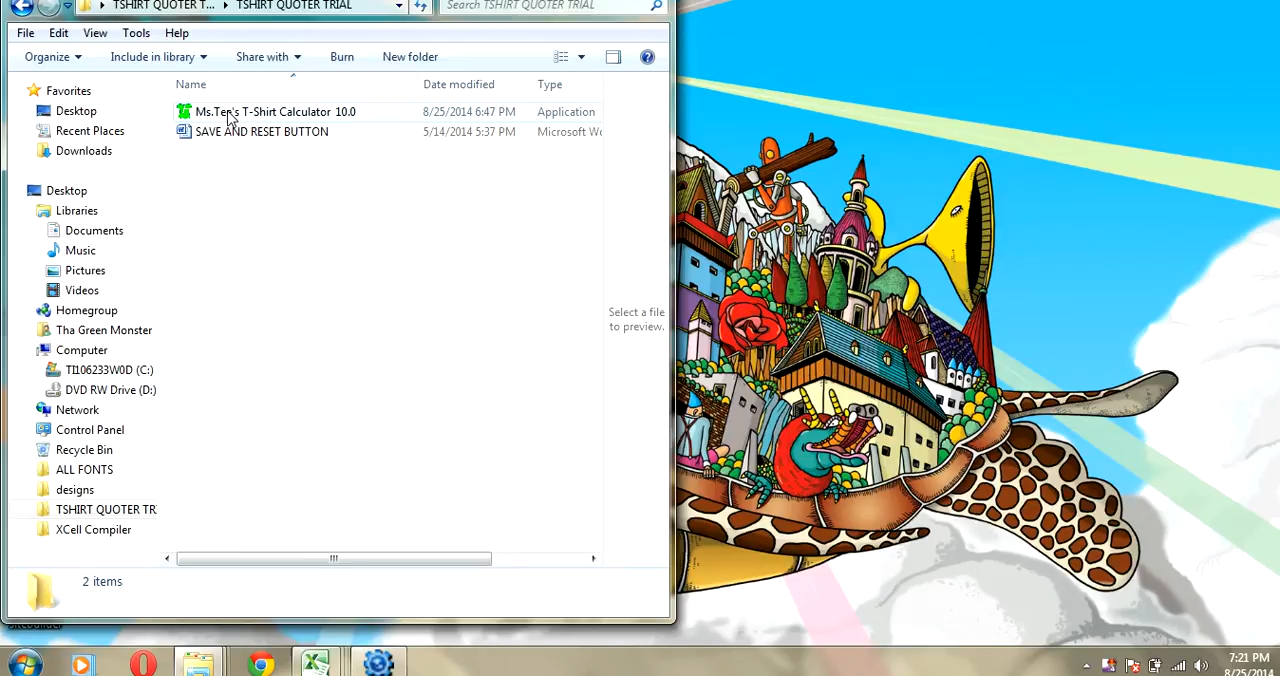 TSHIRT QUOTER T... TSHIRT QUOTER TRIAL Search TSHIRT QUOTER TRIAL
File Edit View Tools Help
Organize Include in library Share with Burn New folder
Name Date modified Type
Ms.Ten's T-Shirt Calculator 10.0 8/25/2014 6:47 PM Application
SAVE AND RESET BUTTON 5/14/2014 5:37 PM Microsoft Wo
Favorites
Desktop
Recent Places
Downloads
Desktop
Libraries
Documents
Music
Pictures
Videos
Homegroup
Tha Green Monster
Computer
TI106233W0D (C:)
DVD RW Drive (D:)
Network
Control Panel
Recycle Bin
ALL FONTS
designs
TSHIRT QUOTER TR
XCell Compiler
Select a file
to preview.
2 items
7:21 PM
8/25/2014